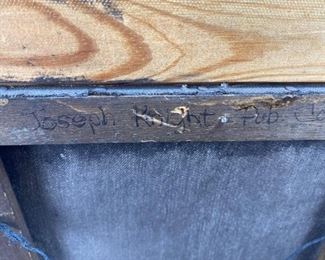 Joseph Knight, Pub